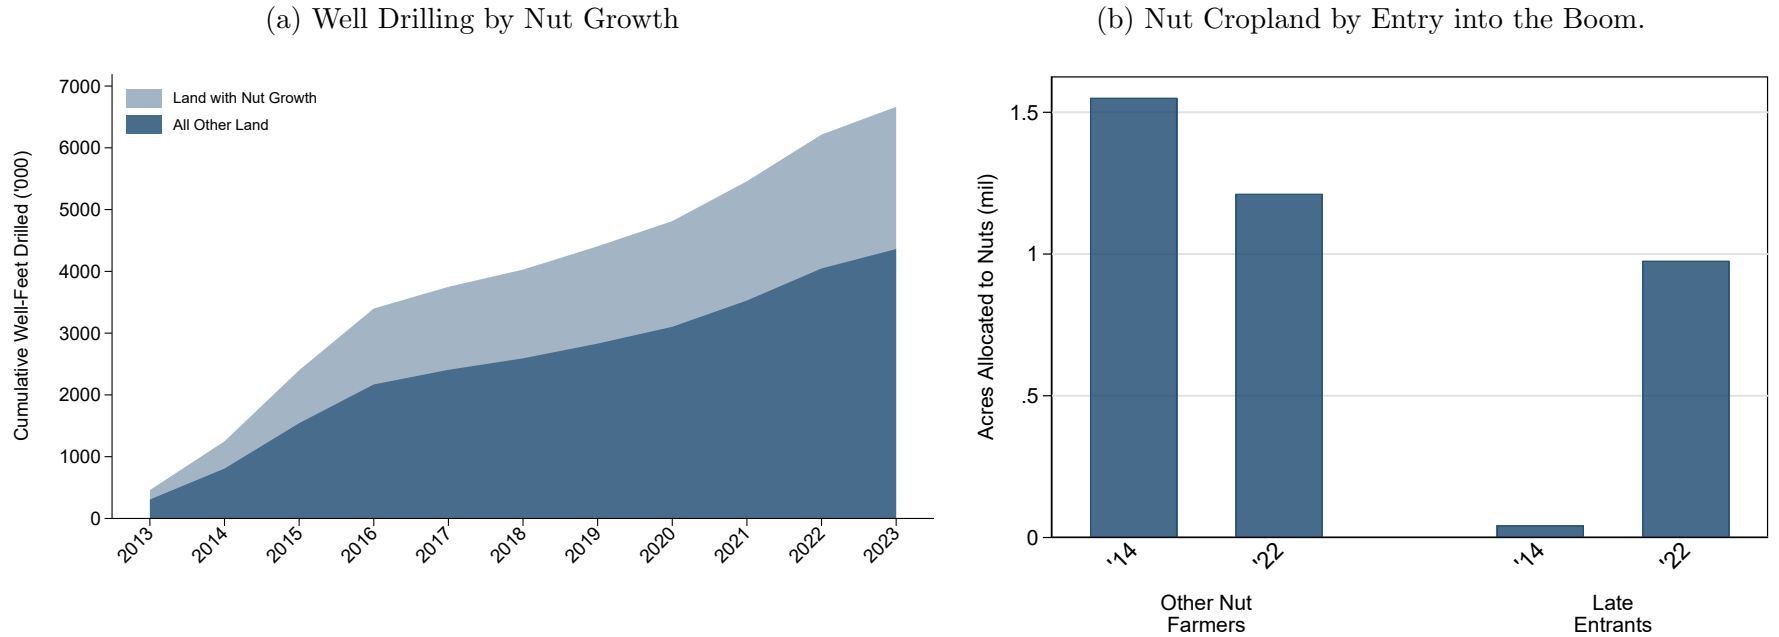 (a) Well Drilling by Nut Growth
Cumulative Well-Feet Drilled ('000)
7000
6000
5000
4000
3000
2000
1000
0
Land with Nut Growth
All Other Land
2013
2014
2015
2016
2017
2018
2019
2020
2021
2022
2023
(b) Nut Cropland by Entry into the Boom.
Acres Allocated to Nuts (mil)
1.5
1
.5
0
'14
'22
'14
'22
Other Nut
Farmers
Late
Entrants